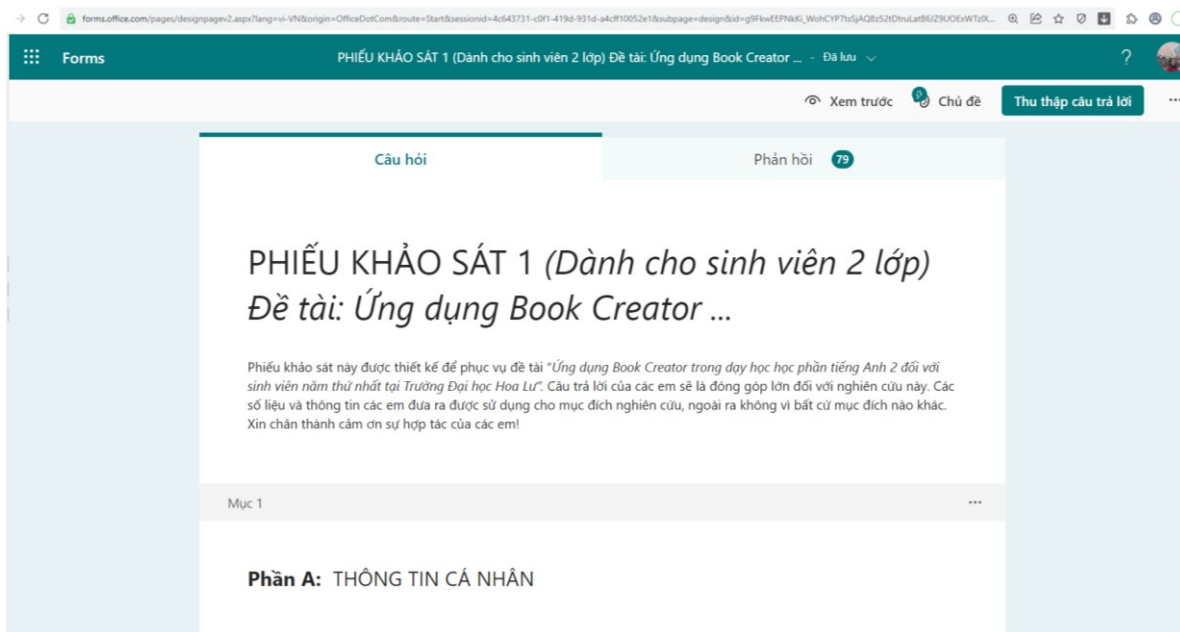 forms.office.com/pages/designpagev2.aspx?lang=vi-VN&origin=OfficeDotCom&route=Start&sessionid=4c643731-c0f1-419d-931d-a4cff10052e1&subpage=design&id=
Forms
PHIẾU KHẢO SÁT 1 (Dành cho sinh viên 2 lớp) Đề tài: Ứng dụng Book Creator ... - Đã lưu
?
Xem trước
Chủ đề
Thu thập câu trả lời
...
Câu hỏi
Phản hồi 79
PHIẾU KHẢO SÁT 1 (Dành cho sinh viên 2 lớp)
Đề tài: Ứng dụng Book Creator ...
Phiếu khảo sát này được thiết kế để phục vụ đề tài "Ứng dụng Book Creator trong dạy học học phần tiếng Anh 2 đối với
sinh viên năm thứ nhất tại Trường Đại học Hoa Lư". Câu trả lời của các em sẽ là đóng góp lớn đối với nghiên cứu này. Các
số liệu và thông tin các em đưa ra được sử dụng cho mục đích nghiên cứu, ngoài ra không vì bất cứ mục đích nào khác.
Xin chân thành cảm ơn sự hợp tác của các em!
Mục 1
...
Phần A: THÔNG TIN CÁ NHÂN